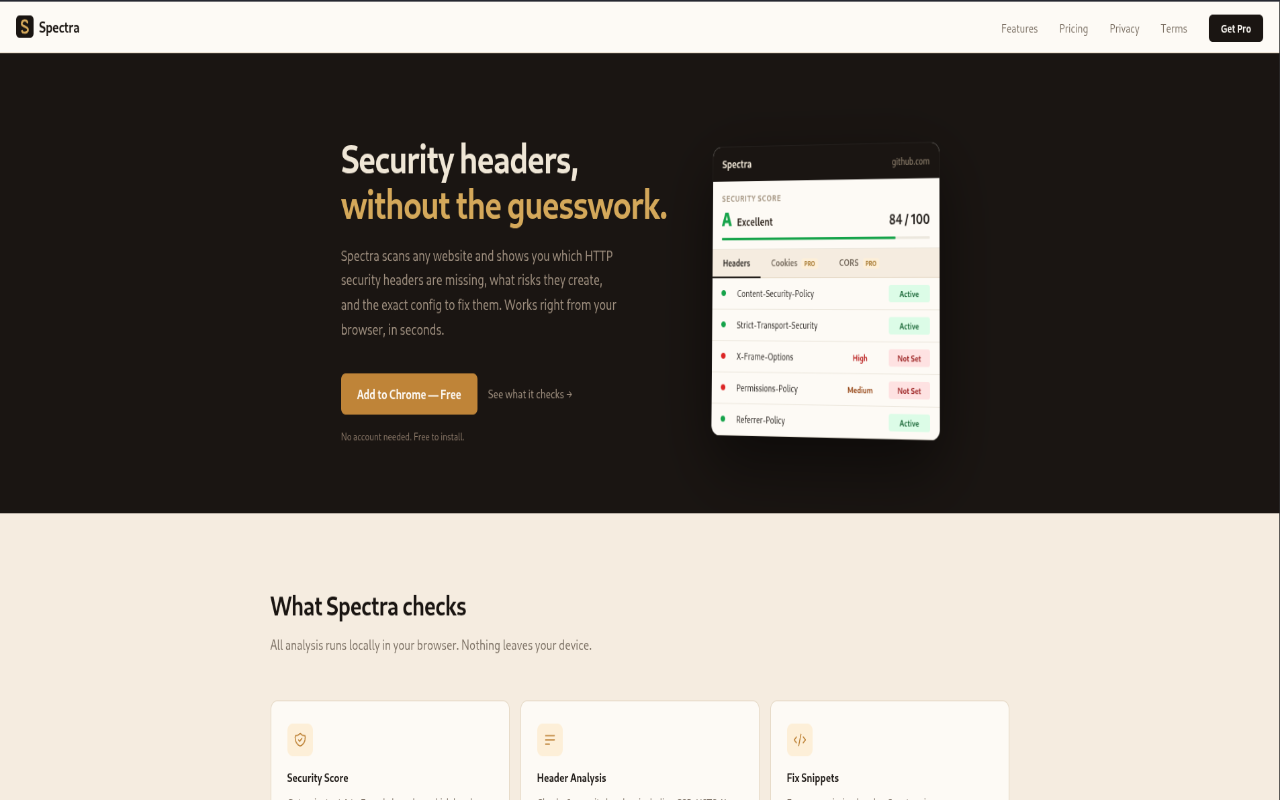 S Spectra
Features Pricing Privacy Terms Get Pro
Security headers,
without the guesswork.
Spectra scans any website and shows you which HTTP
security headers are missing, what risks they create,
and the exact config to fix them. Works right from your
browser, in seconds.
Add to Chrome — Free See what it checks →
No account needed. Free to install.
Spectra github.com
SECURITY SCORE
A Excellent 84 / 100
Headers Cookies PRO CORS PRO
Content-Security-Policy Active
Strict-Transport-Security Active
X-Frame-Options High Not Set
Permissions-Policy Medium Not Set
Referrer-Policy Active
What Spectra checks
All analysis runs locally in your browser. Nothing leaves your device.
Security Score
Header Analysis
Fix Snippets